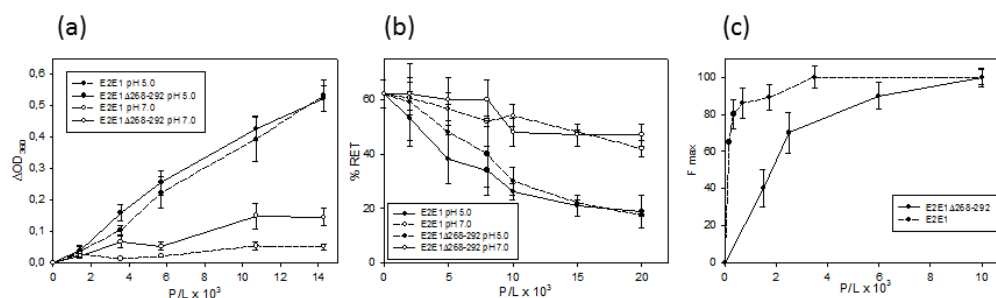 (a)
(b)
(c)
0,6
0,5
0,4
0,3
0,2
0,1
0,0
ΔOD360
E2E1 pH 5.0
E2E1Δ268-292 pH 5.0
E2E1 pH 7.0
E2E1Δ268-292 pH 7.0
0 2 4 6 8 10 12 14
P/L x 10³
80
60
40
20
0
% RET
E2E1 pH 5.0
E2E1 pH 7.0
E2E1Δ268-292 pH 5.0
E2E1Δ268-292 pH 7.0
0 5 10 15 20
P/L x 10³
120
100
80
60
40
20
0
F max
E2E1Δ268-292
E2E1
0 2 4 6 8 10
P/L x 10³